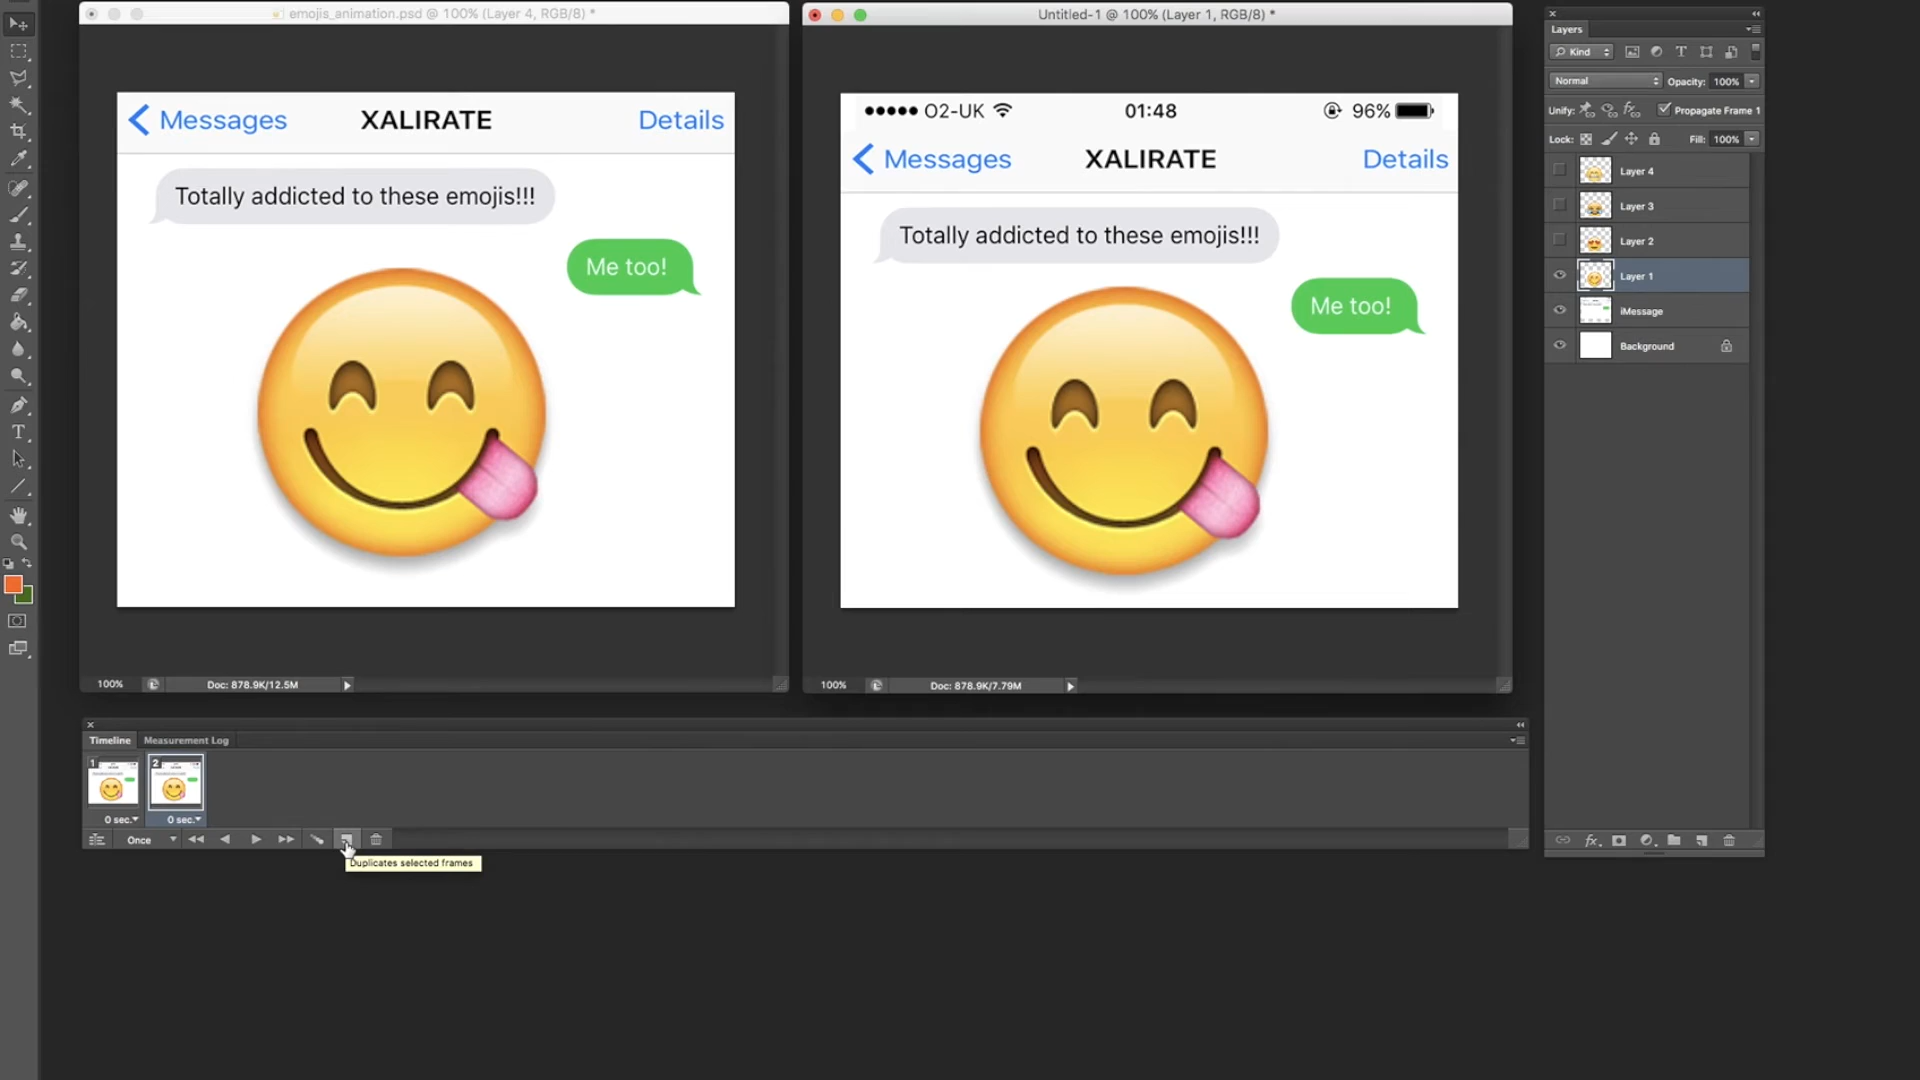 emojis_animation.psd @ 100% (Layer 4, RGB/8) *
Messages
XALIRATE
Details
Totally addicted to these emojis!!!
Me too!
100%
Doc: 878.9K/12.5M
Untitled-1 @ 100% (Layer 1, RGB/8) *
●●●●● O2-UK
01:48
96%
Messages
XALIRATE
Details
Totally addicted to these emojis!!!
Me too!
100%
Doc: 878.9K/7.79M
Layers
Kind
Normal
Opacity: 100%
Unify:
Propagate Frame 1
Lock:
Fill: 100%
Layer 4
Layer 3
Layer 2
Layer 1
iMessage
Background
fx
Timeline
Measurement Log
1
2
0 sec.
0 sec.
Once
Duplicates selected frames